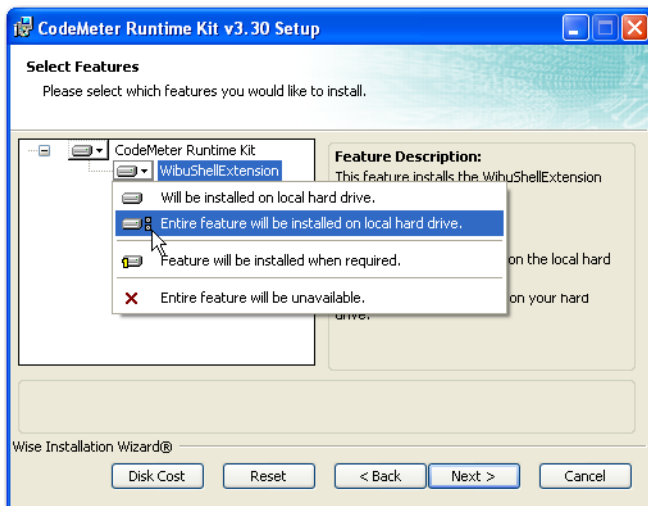 CodeMeter Runtime Kit v3.30 Setup
Select Features
Please select which features you would like to install.
CodeMeter Runtime Kit
WibuShellExtension
Will be installed on local hard drive.
Entire feature will be installed on local hard drive.
Feature will be installed when required.
Entire feature will be unavailable.
Feature Description:
This feature installs the WibuShellExtension
on the local hard
on your hard
drive.
Wise Installation Wizard®
Disk Cost
Reset
< Back
Next >
Cancel